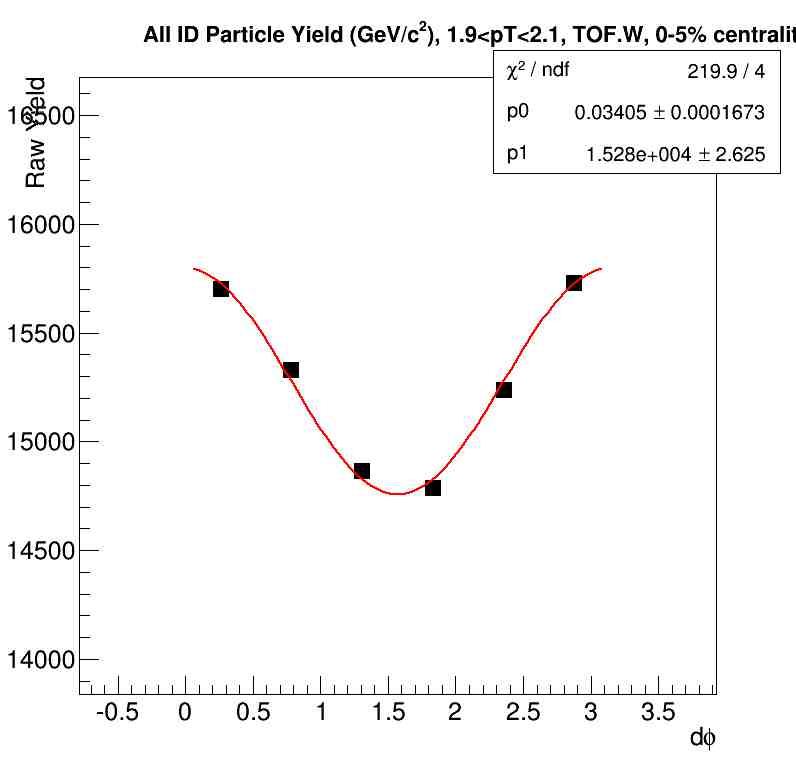 All ID Particle Yield (GeV/c²), 1.9<pT<2.1, TOF.W, 0-5% centralit
χ² / ndf 219.9 / 4
p0 0.03405 ± 0.0001673
p1 1.528e+004 ± 2.625
Raw Yield
16500
16000
15500
15000
14500
14000
-0.5 0 0.5 1 1.5 2 2.5 3 3.5
dϕ